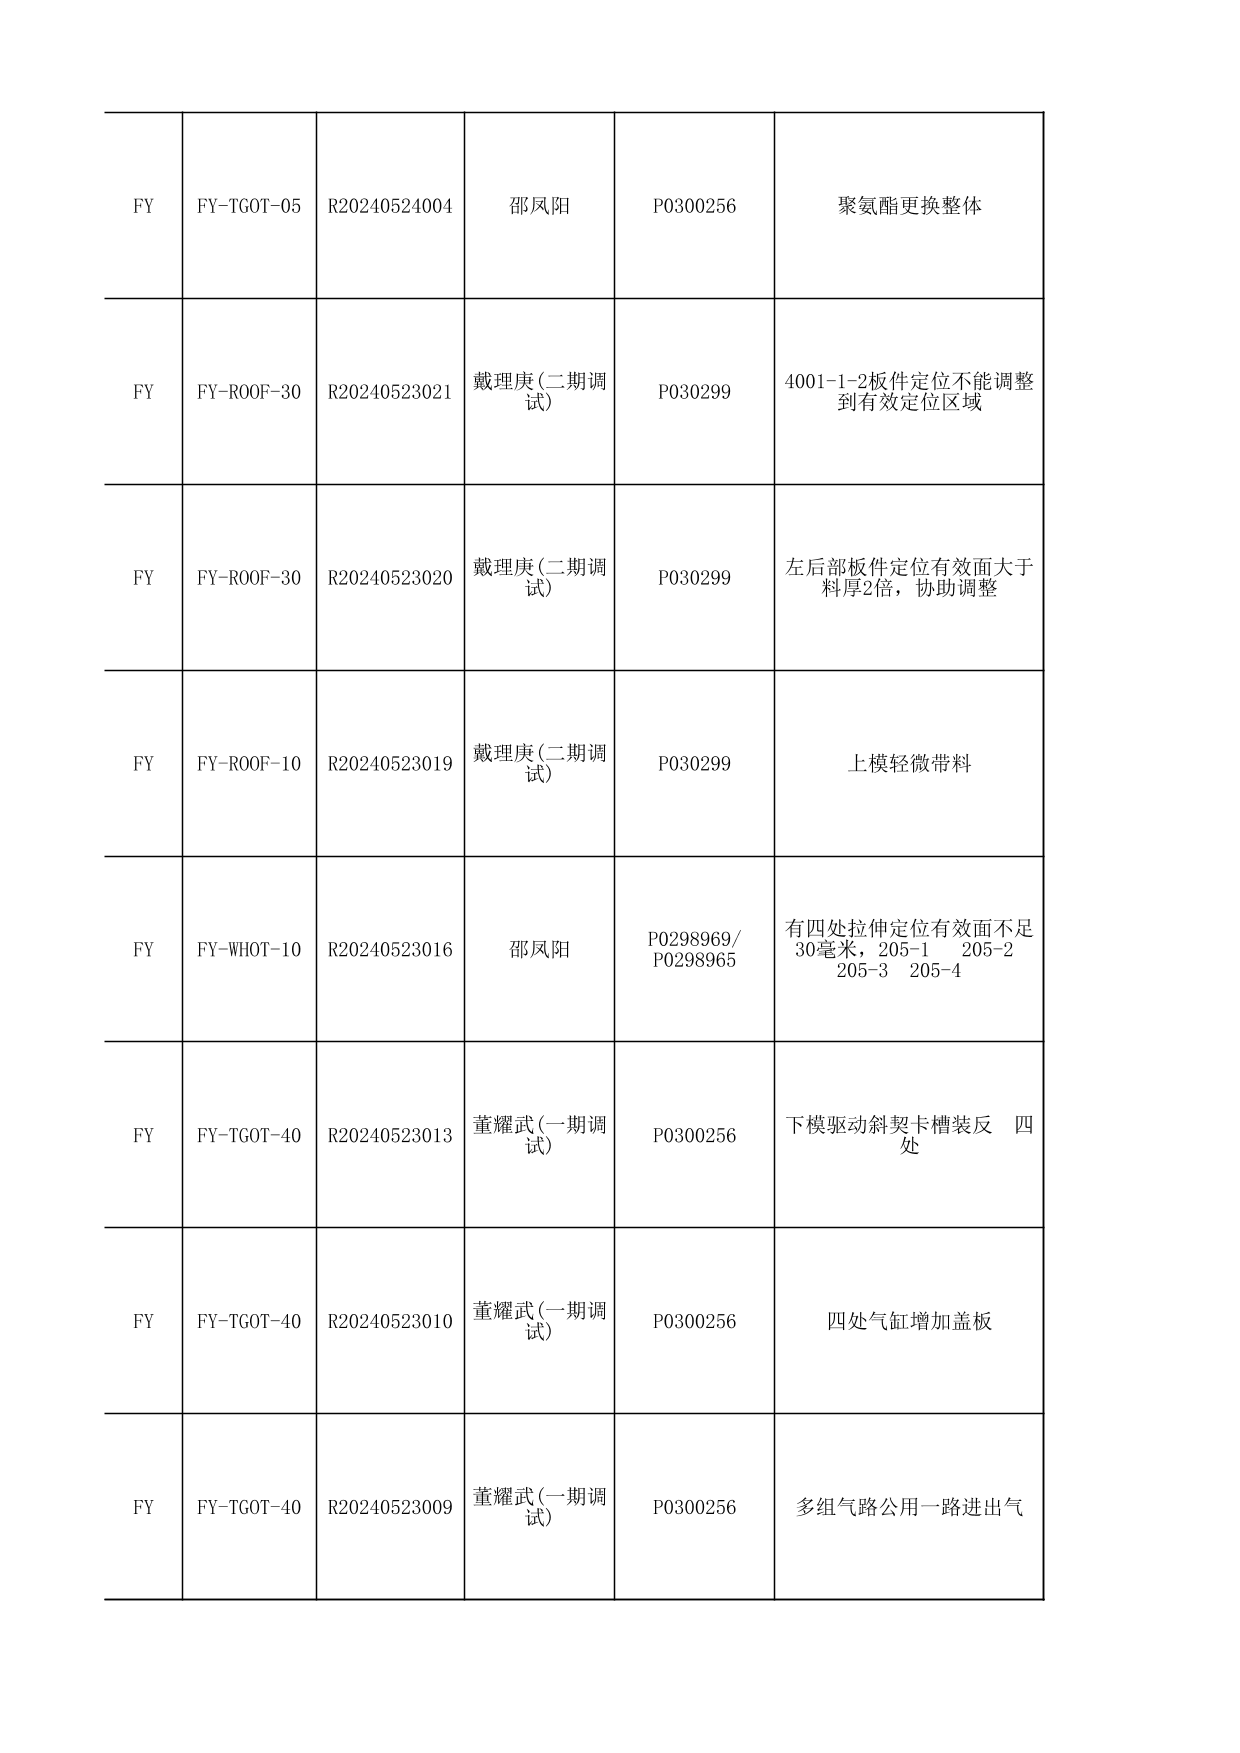 FY FY-TGOT-05 R20240524004 邵凤阳 P0300256 聚氨酯更换整体
FY FY-ROOF-30 R20240523021 戴理庚(二期调
试) P030299 4001-1-2板件定位不能调整
到有效定位区域
FY FY-ROOF-30 R20240523020 戴理庚(二期调
试) P030299 左后部板件定位有效面大于
料厚2倍，协助调整
FY FY-ROOF-10 R20240523019 戴理庚(二期调
试) P030299 上模轻微带料
FY FY-WHOT-10 R20240523016 邵凤阳 P0298969/
P0298965 有四处拉伸定位有效面不足
30毫米，205-1 205-2
205-3 205-4
FY FY-TGOT-40 R20240523013 董耀武(一期调
试) P0300256 下模驱动斜契卡槽装反 四
处
FY FY-TGOT-40 R20240523010 董耀武(一期调
试) P0300256 四处气缸增加盖板
FY FY-TGOT-40 R20240523009 董耀武(一期调
试) P0300256 多组气路公用一路进出气